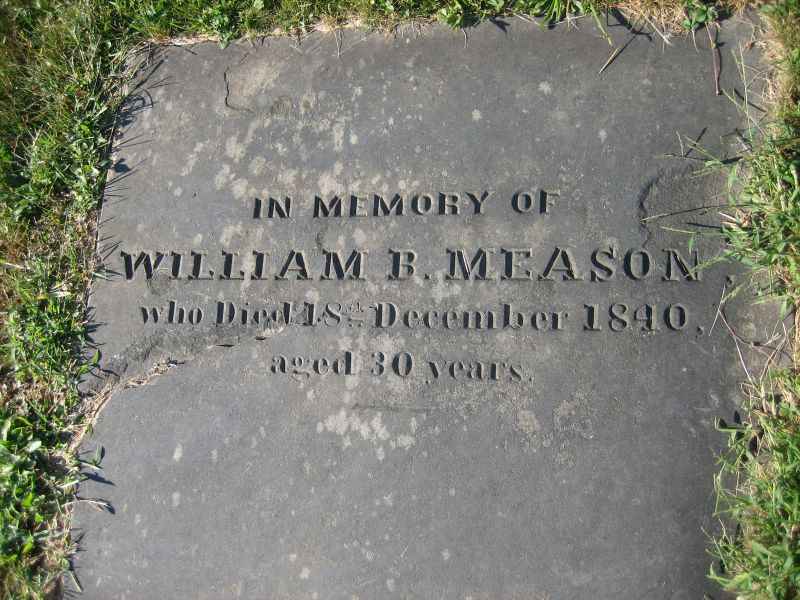 IN MEMORY OF
WILLIAM B. MEASON,
who Died 18th December 1840,
aged 30 years.